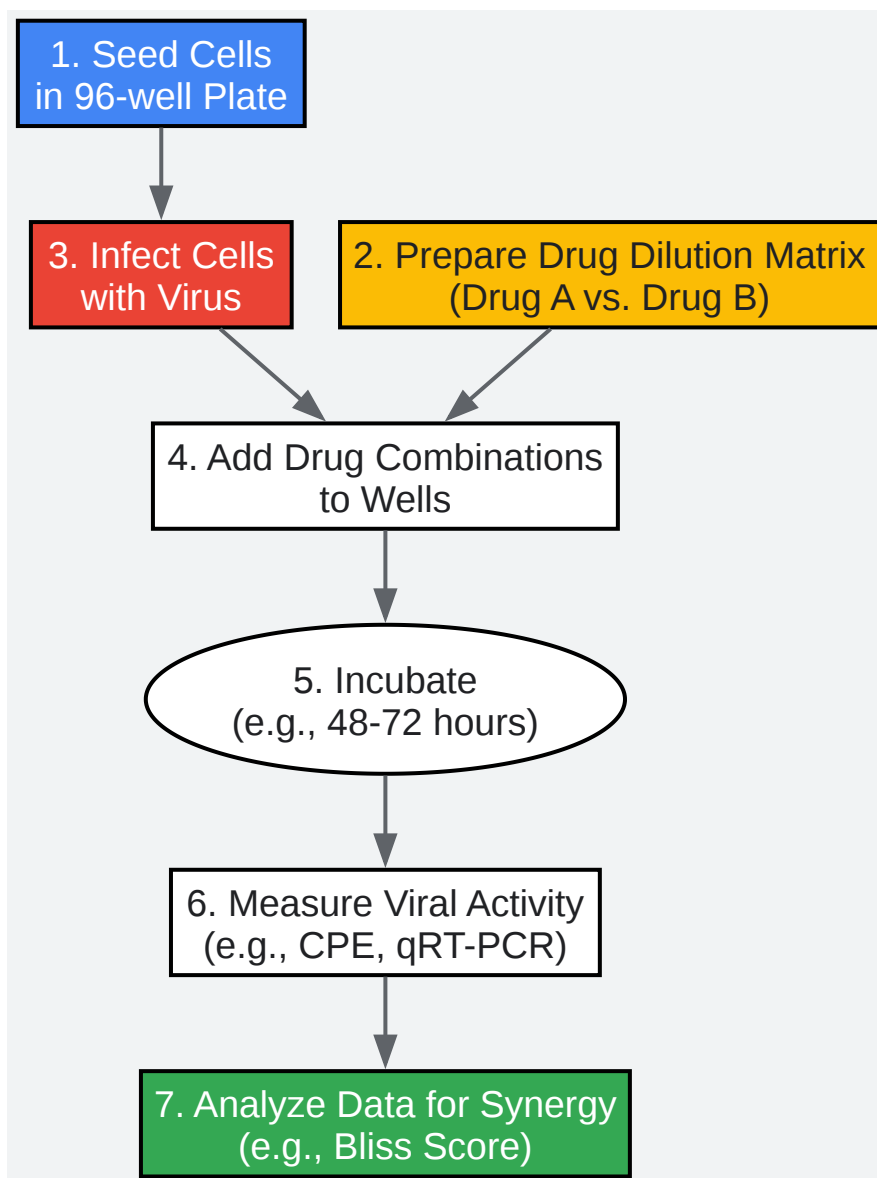 1. Seed Cells
in 96-well Plate
3. Infect Cells
with Virus
2. Prepare Drug Dilution Matrix
(Drug A vs. Drug B)
4. Add Drug Combinations
to Wells
5. Incubate
(e.g., 48-72 hours)
6. Measure Viral Activity
(e.g., CPE, qRT-PCR)
7. Analyze Data for Synergy
(e.g., Bliss Score)